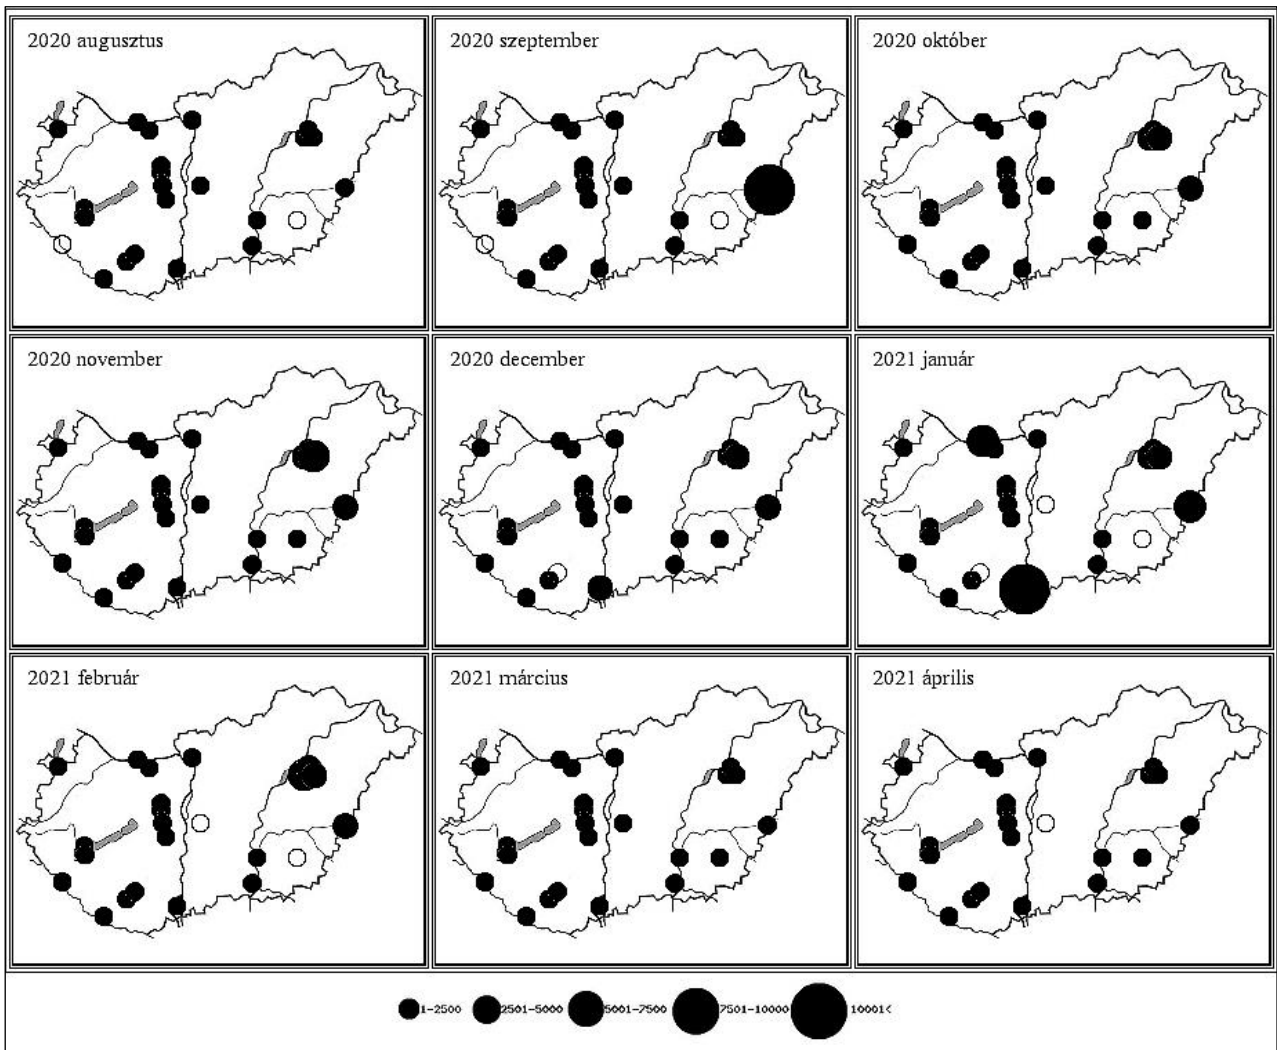 2020 augusztus
2020 szeptember
2020 október
2020 november
2020 december
2021 január
2021 február
2021 március
2021 április
1-2500 2501-5000 5001-7500 7501-10000 10001<